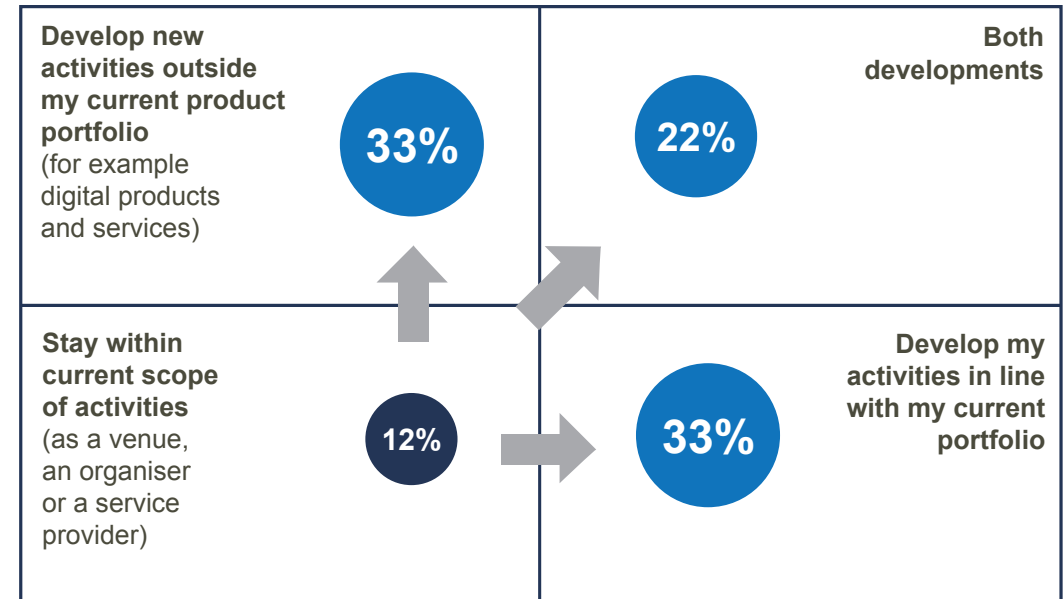 Develop new
activities outside
my current product
portfolio
(for example
digital products
and services)
33%
Both
developments
22%
Stay within
current scope
of activities
(as a venue,
an organiser
or a service
provider)
12%
Develop my
activities in line
with my current
portfolio
33%